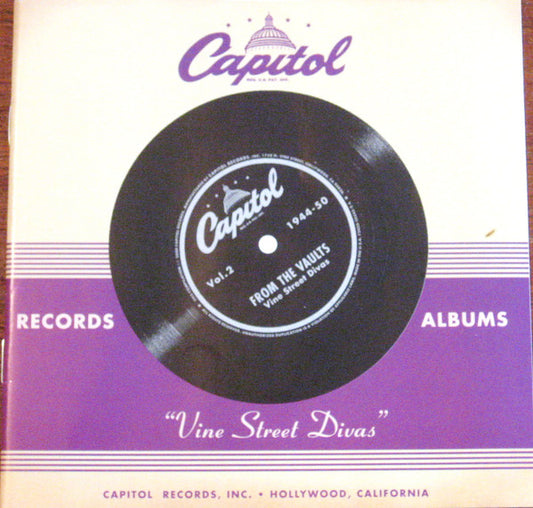 Capitol
REG. U.S. PAT. OFF.
Capitol
1944-50
Vol.2
FROM THE VAULTS
Vine Street Divas
RECORDS
ALBUMS
"Vine Street Divas"
CAPITOL RECORDS, INC. • HOLLYWOOD, CALIFORNIA